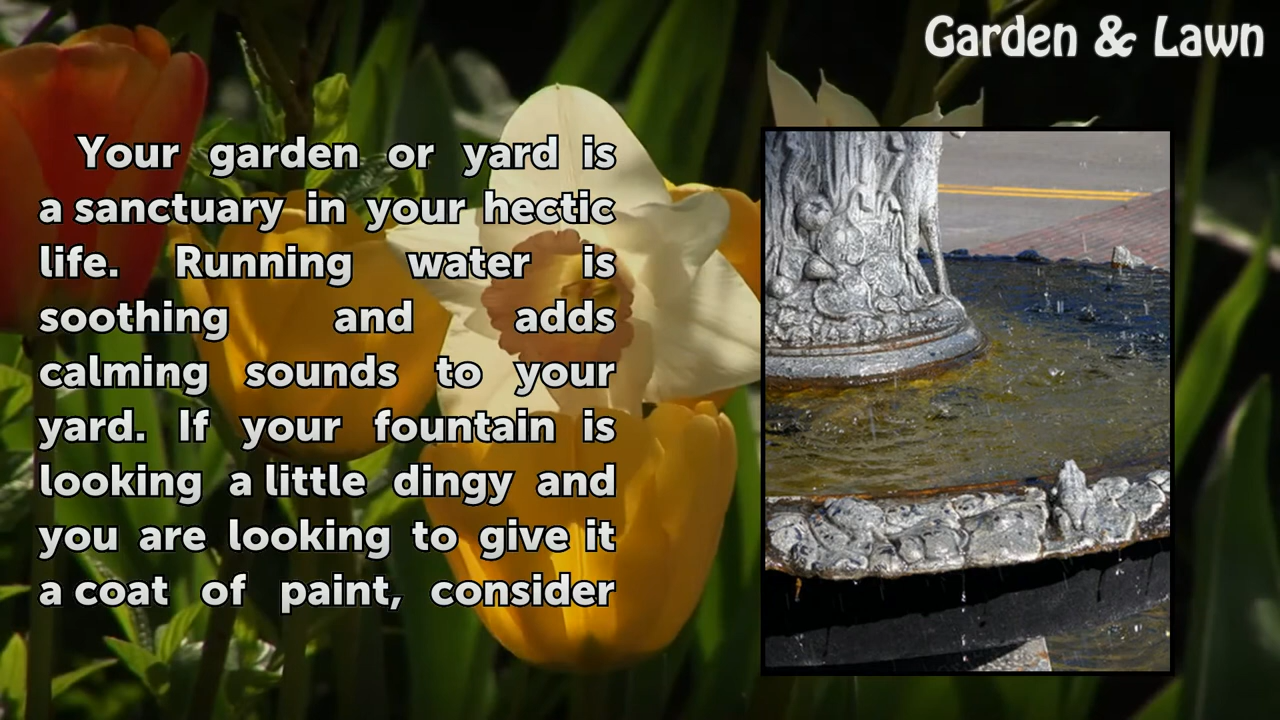 Garden & Lawn
Your garden or yard is
a sanctuary in your hectic
life. Running water is
soothing and adds
calming sounds to your
yard. If your fountain is
looking a little dingy and
you are looking to give it
a coat of paint, consider